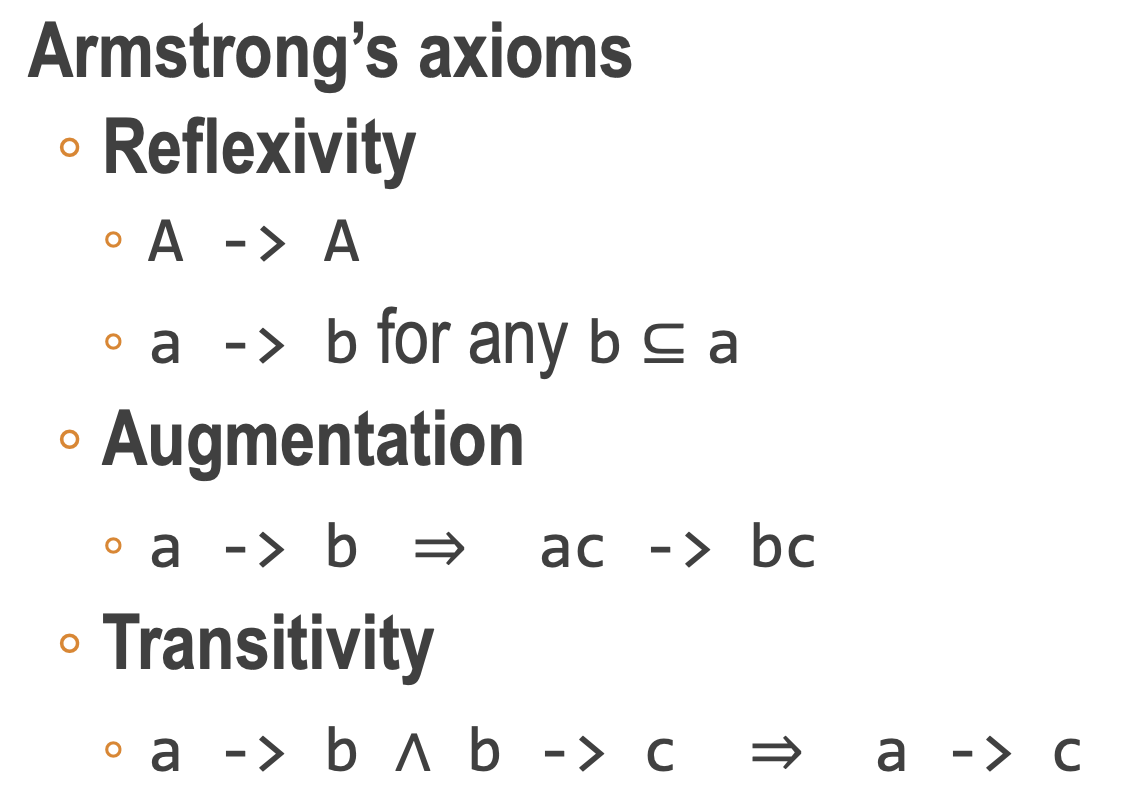 Armstrong’s axioms
◦ Reflexivity
◦ A -> A
◦ a -> b for any b ⊆ a
◦ Augmentation
◦ a -> b ⇒ ac -> bc
◦ Transitivity
◦ a -> b ∧ b -> c ⇒ a -> c